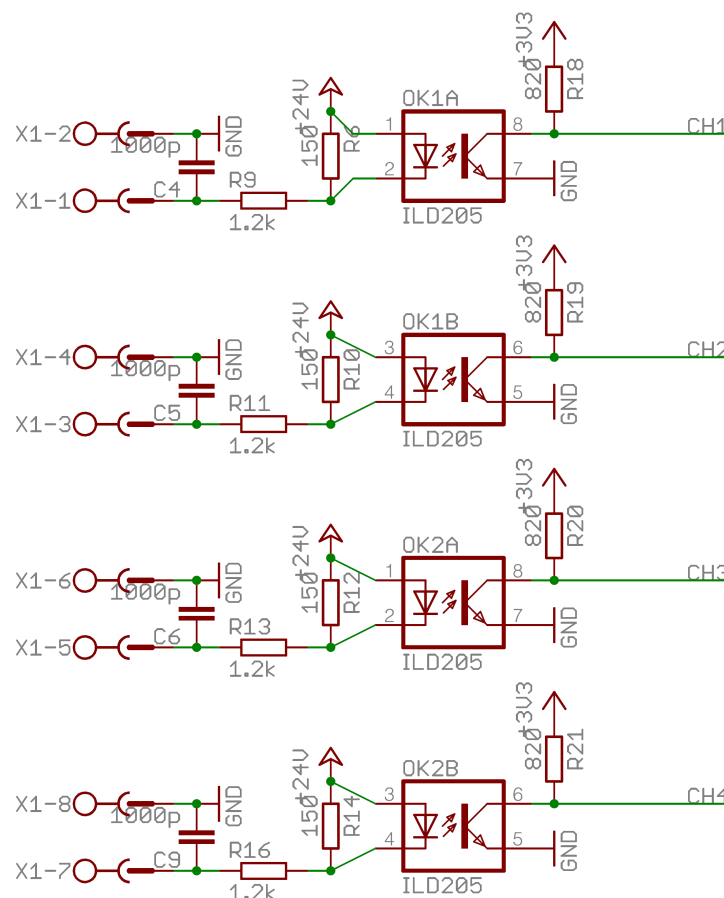 +3V3
820
R18
+24V
150
R6
OK1A
1
8
CH1
X1-2
1000p
GND
2
7
GND
X1-1
C4
R9
1.2k
ILD205
+3V3
820
R19
+24V
150
R10
OK1B
3
6
CH2
X1-4
1000p
GND
4
5
GND
X1-3
C5
R11
1.2k
ILD205
+3V3
820
R20
+24V
150
R12
OK2A
1
8
CH3
X1-6
1000p
GND
2
7
GND
X1-5
C6
R13
1.2k
ILD205
+3V3
820
R21
+24V
150
R14
OK2B
3
6
CH4
X1-8
1000p
GND
4
5
GND
X1-7
C9
R16
1.2k
ILD205